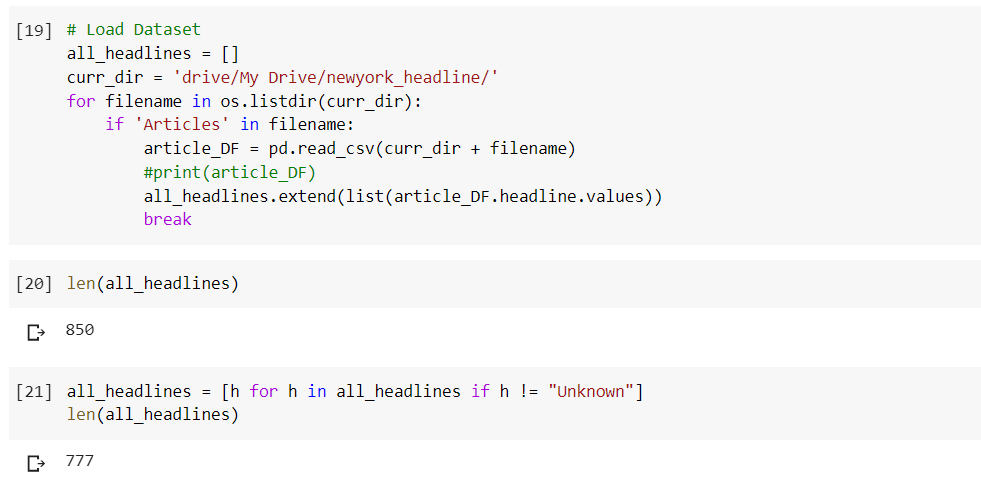 [19] # Load Dataset
all_headlines = []
curr_dir = 'drive/My Drive/newyork_headline/'
for filename in os.listdir(curr_dir):
    if 'Articles' in filename:
        article_DF = pd.read_csv(curr_dir + filename)
        #print(article_DF)
        all_headlines.extend(list(article_DF.headline.values))
        break
[20] len(all_headlines)
850
[21] all_headlines = [h for h in all_headlines if h != "Unknown"]
len(all_headlines)
777